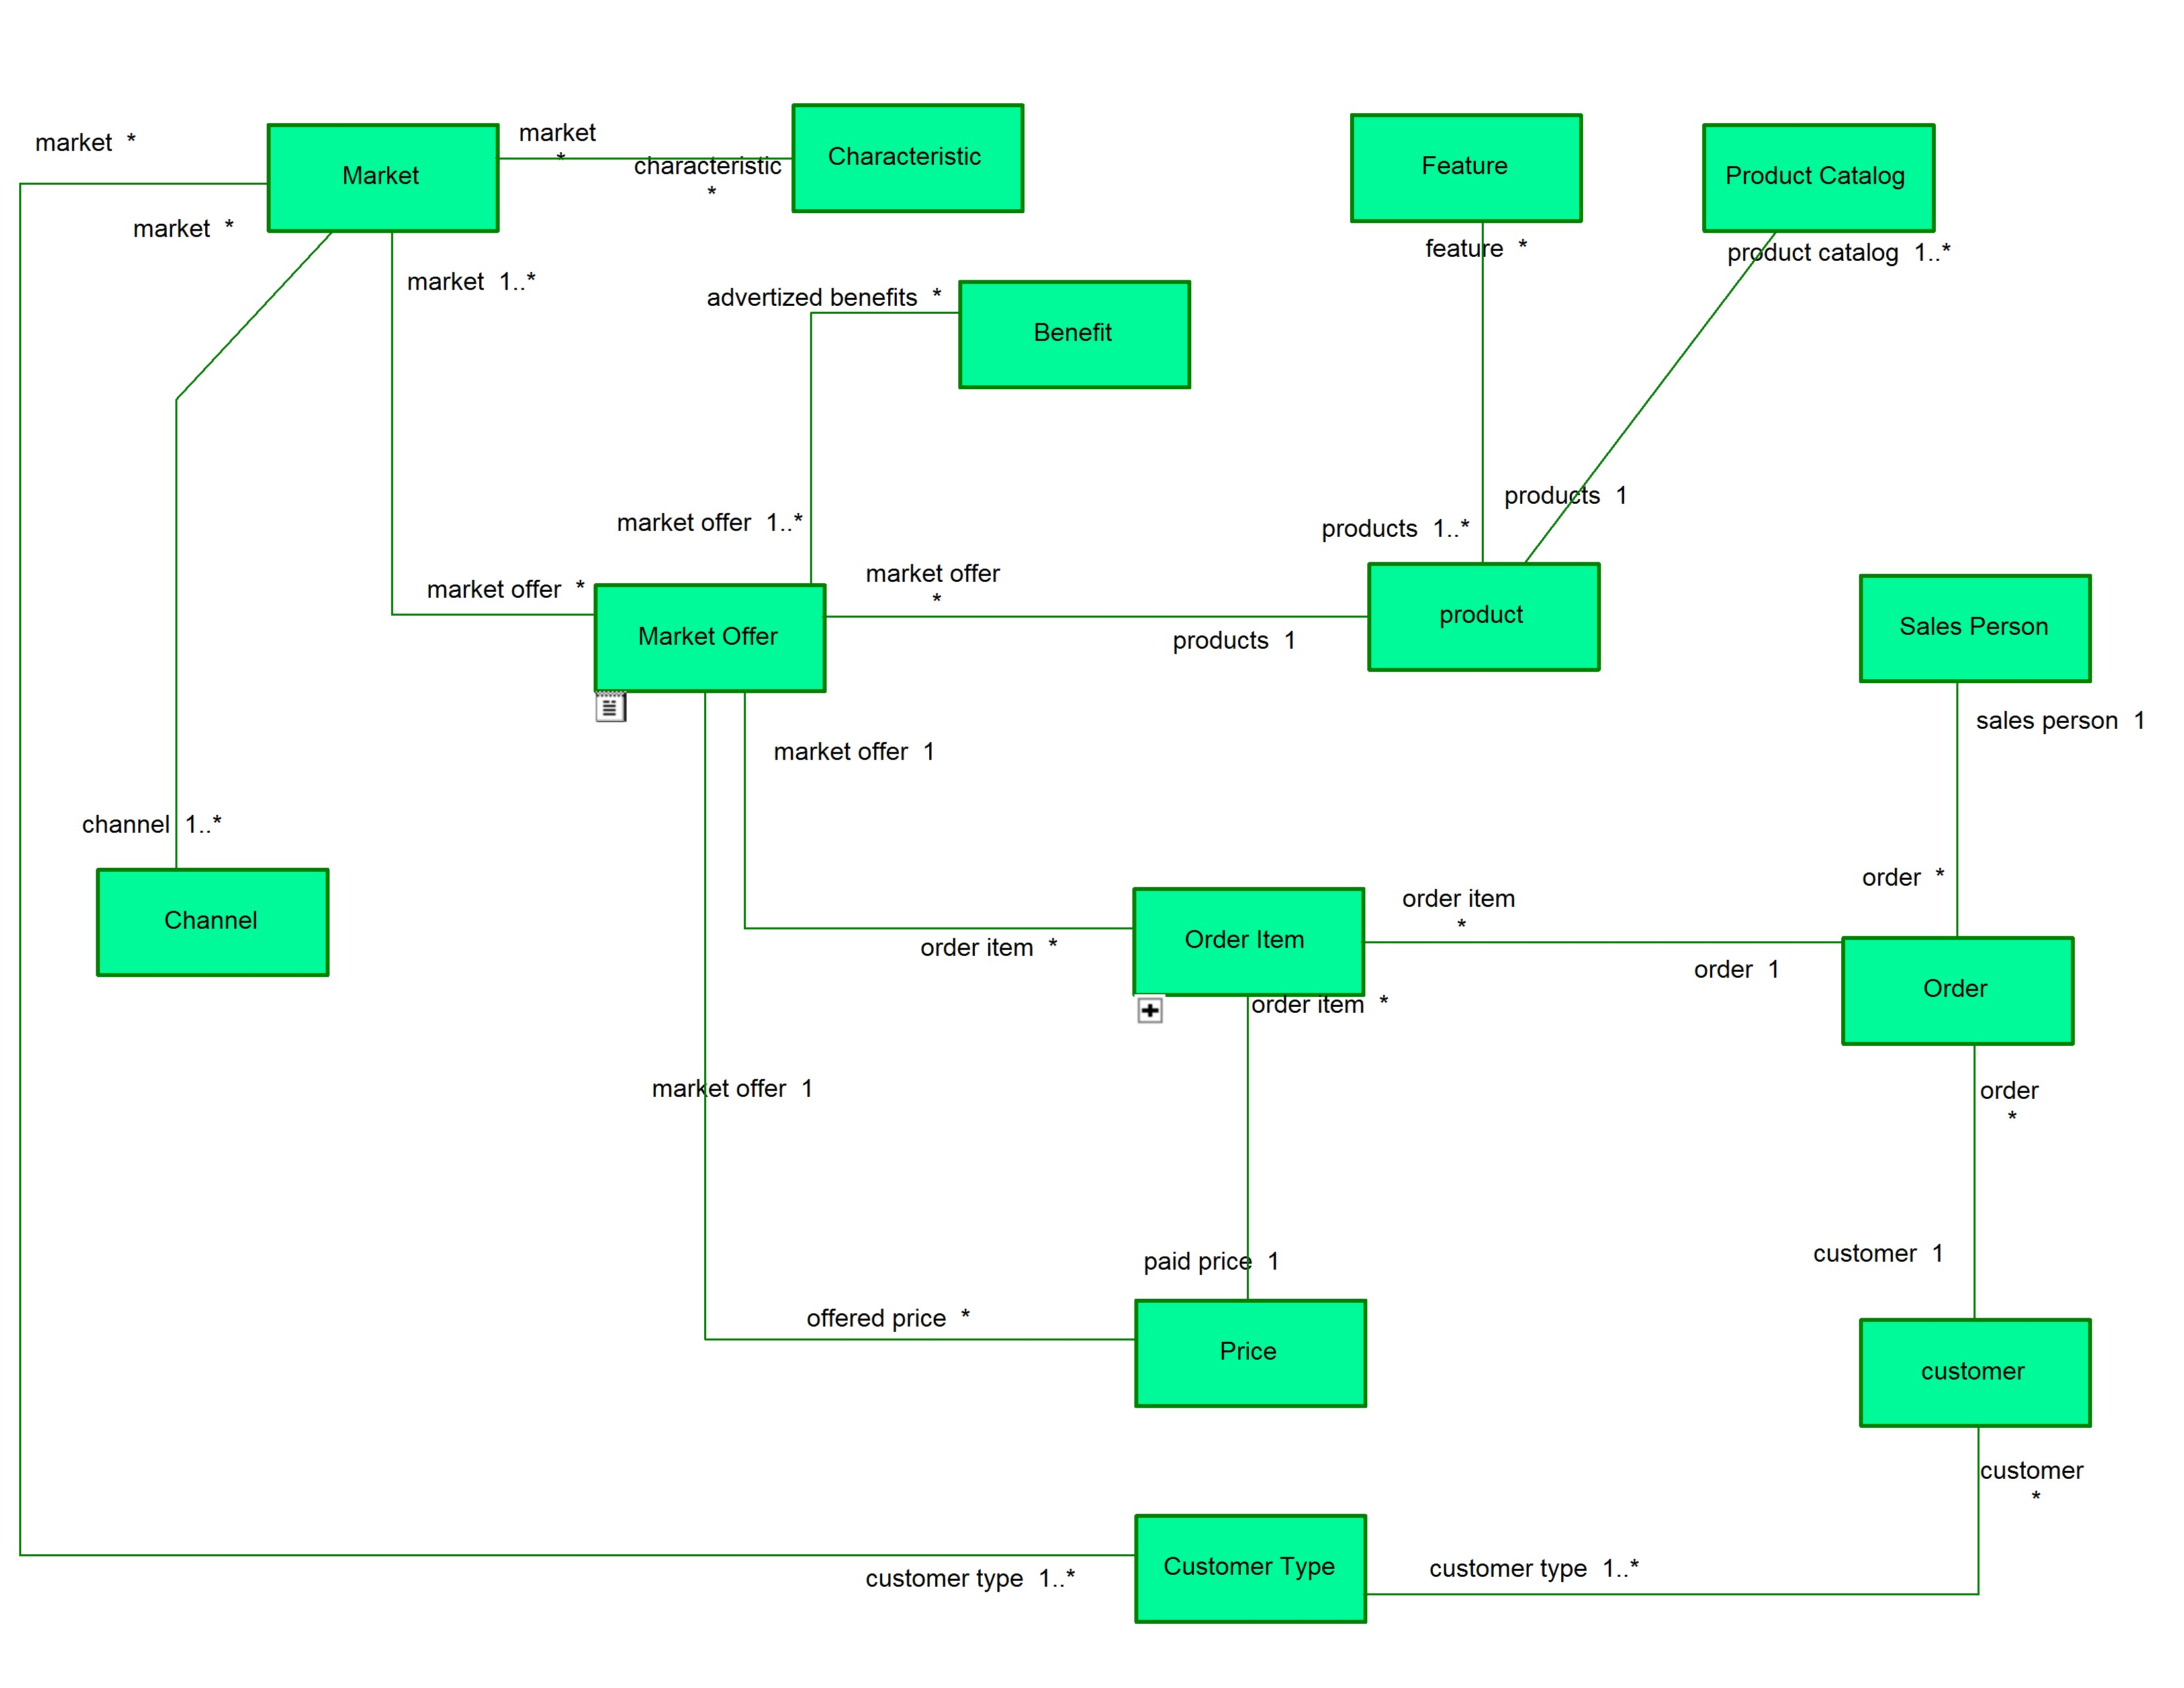 market *
Market
market
*
characteristic
*
Characteristic
Feature
Product Catalog
market *
market 1..*
feature *
product catalog 1..*
advertized benefits *
Benefit
market offer 1..*
products 1..*
products 1
market offer *
Market Offer
market offer
*
products 1
product
Sales Person
sales person 1
market offer 1
channel 1..*
Channel
order item *
Order Item
order item
*
order *
order 1
Order
order item *
market offer 1
order
*
paid price 1
customer 1
offered price *
Price
customer
customer
*
customer type 1..*
Customer Type
customer type 1..*